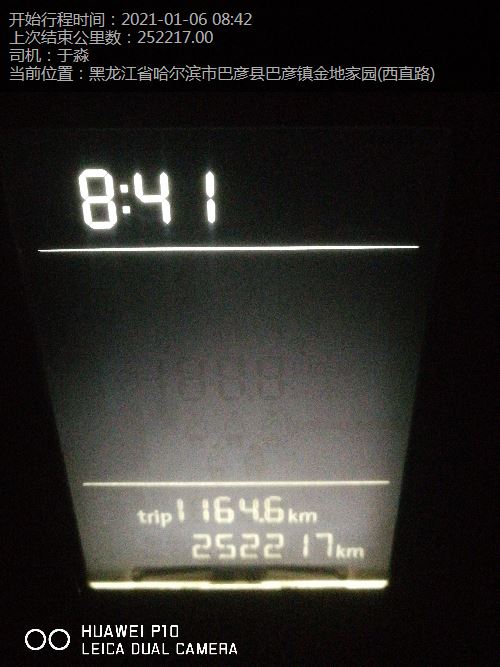 开始行程时间：2021-01-06 08:42
上次结束公里数：252217.00
司机：于淼
当前位置：黑龙江省哈尔滨市巴彦县巴彦镇金地家园(西直路)
8:41
trip 1164.6 km
252217 km
HUAWEI P10
LEICA DUAL CAMERA